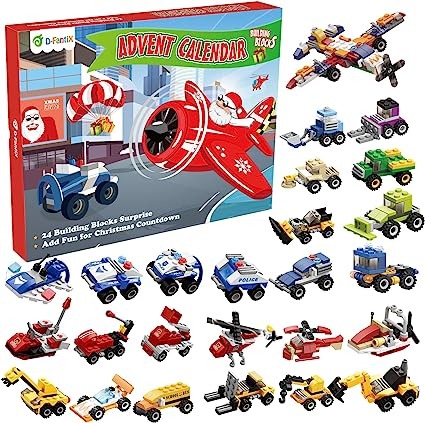 D-FantiX
ADVENT CALENDAR
BUILDING
BLOCKS
XMAS
• 24 Building Blocks Surprise
• Add Fun for Christmas Countdown
POLICE